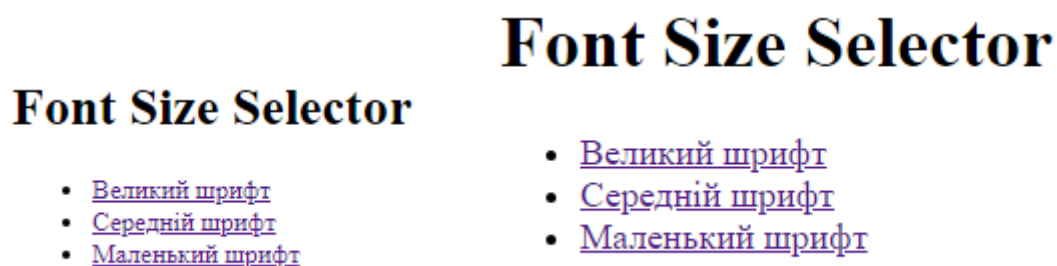 Font Size Selector
Великий шрифт
Середній шрифт
Маленький шрифт
Font Size Selector
Великий шрифт
Середній шрифт
Маленький шрифт